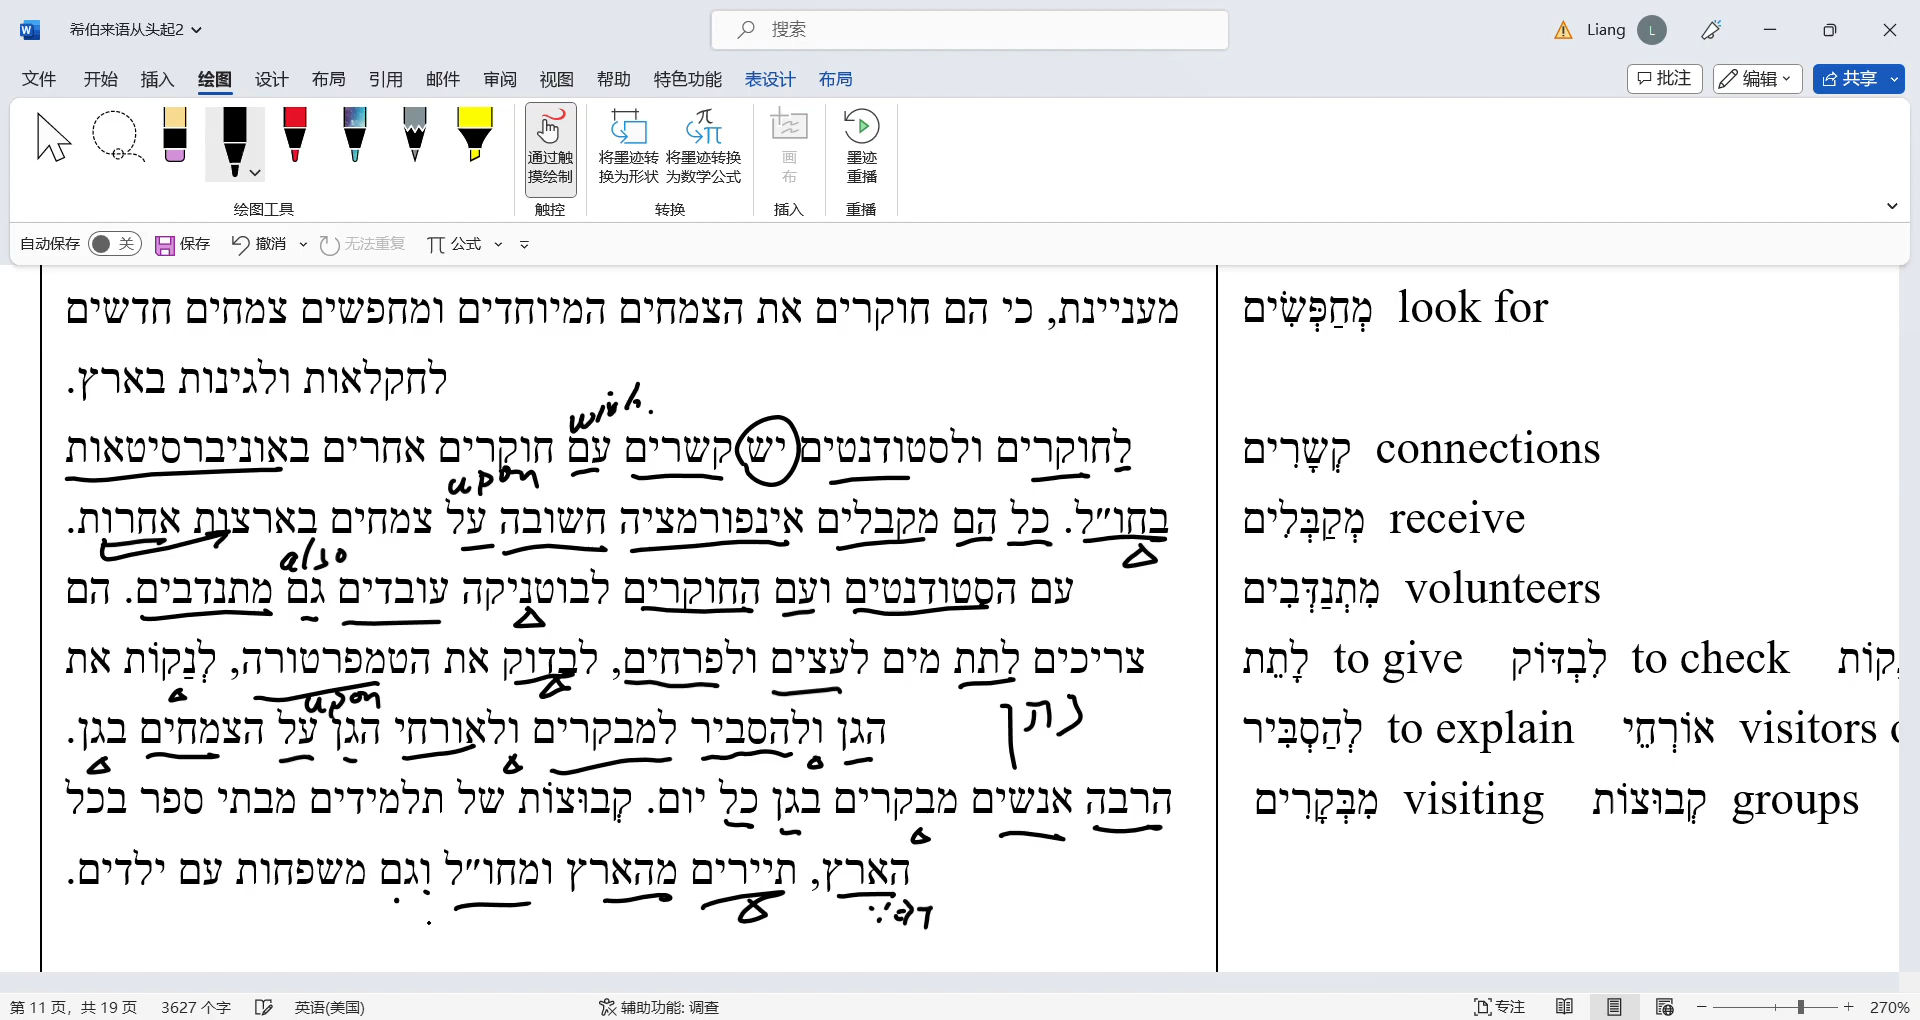 希伯来语从头起2
搜索
Liang
L
文件 开始 插入 绘图 设计 布局 引用 邮件 审阅 视图 帮助 特色功能 表设计 布局
批注 编辑 共享
通过触摸绘制
将墨迹转换为形状
将墨迹转换为数学公式
画布
墨迹重播
绘图工具 触控 转换 插入 重播
自动保存 关 保存 撤消 无法重复 公式
מעניינת, כי הם חוקרים את הצמחים המיוחדים ומחפשים צמחים חדשים
לחקלאות ולגינות בארץ.
with.
לחוקרים ולסטודנטים יש קשרים עם חוקרים אחרים באוניברסיטאות
upon
בחו״ל. כל הם מקבלים אינפורמציה חשובה על צמחים בארצות אחרות.
also
עם הסטודנטים ועם החוקרים לבוטניקה עובדים גם מתנדבים. הם
צריכים לתת מים לעצים ולפרחים, לבדוק את הטמפרטורה, לְנַקוֹת את
upon
נתן
הגן ולהסביר למבקרים ולאורחי הגן על הצמחים בגן.
הרבה אנשים מבקרים בגן כל יום. קְבוּצוֹת של תלמידים מבתי ספר בכל
הארץ, תיירים מהארץ ומחו״ל וגם משפחות עם ילדים.
מְחַפְּשִׂים look for
קְשָׁרִים connections
מְקַבְּלִים receive
מִתְנַדְּבִים volunteers
לָתֵת to give לִבְדּוֹק to check
לְהַסְבִּיר to explain אוֹרְחֵי visitors
מִבְּקָרִים visiting קְבוּצוֹת groups
第 11 页，共 19 页 3627 个字 英语(美国) 辅助功能: 调查 专注 270%